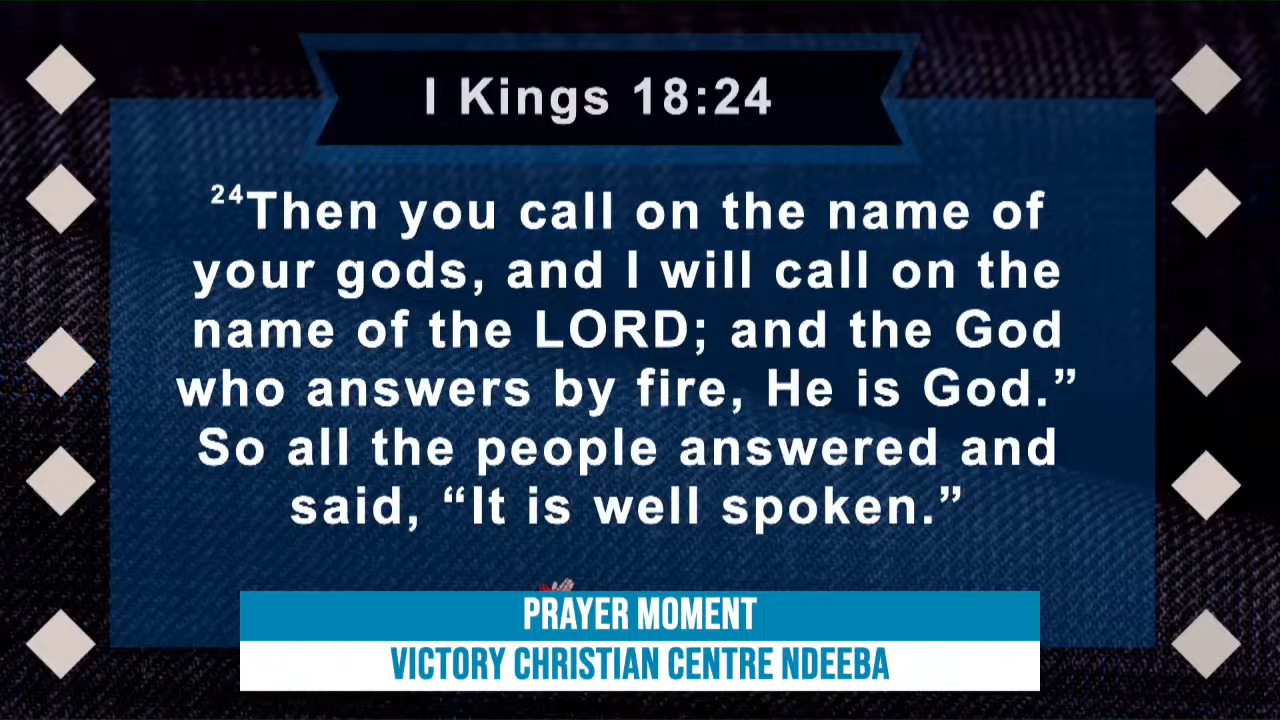 I Kings 18:24
24Then you call on the name of
your gods, and I will call on the
name of the LORD; and the God
who answers by fire, He is God.”
So all the people answered and
said, “It is well spoken.”
PRAYER MOMENT
VICTORY CHRISTIAN CENTRE NDEEBA